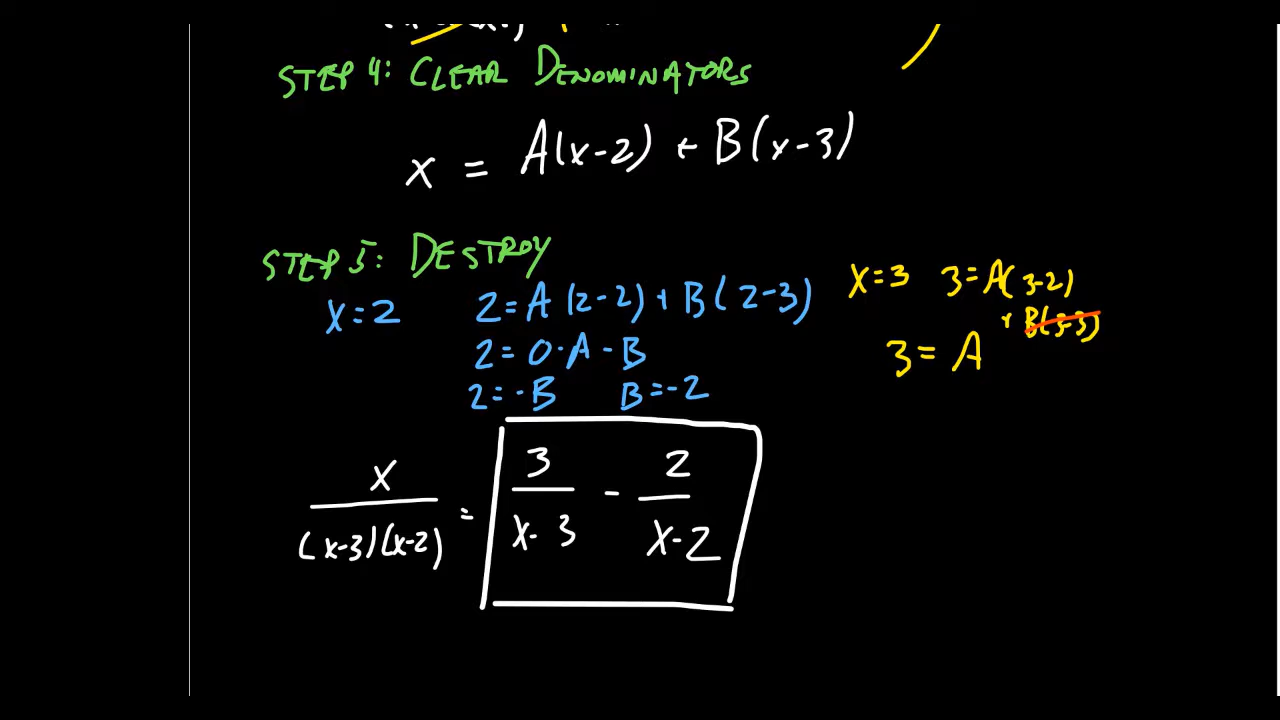 STEP 4: CLEAR DENOMINATORS
x = A(x-2) + B(x-3)
STEP 5: DESTROY
x=2 2=A(2-2)+B(2-3)
2=0·A-B
2=-B B=-2
x=3 3=A(3-2)
+ B(3-3)
3=A
x/(x-3)(x-2) = 3/x-3 - 2/x-2